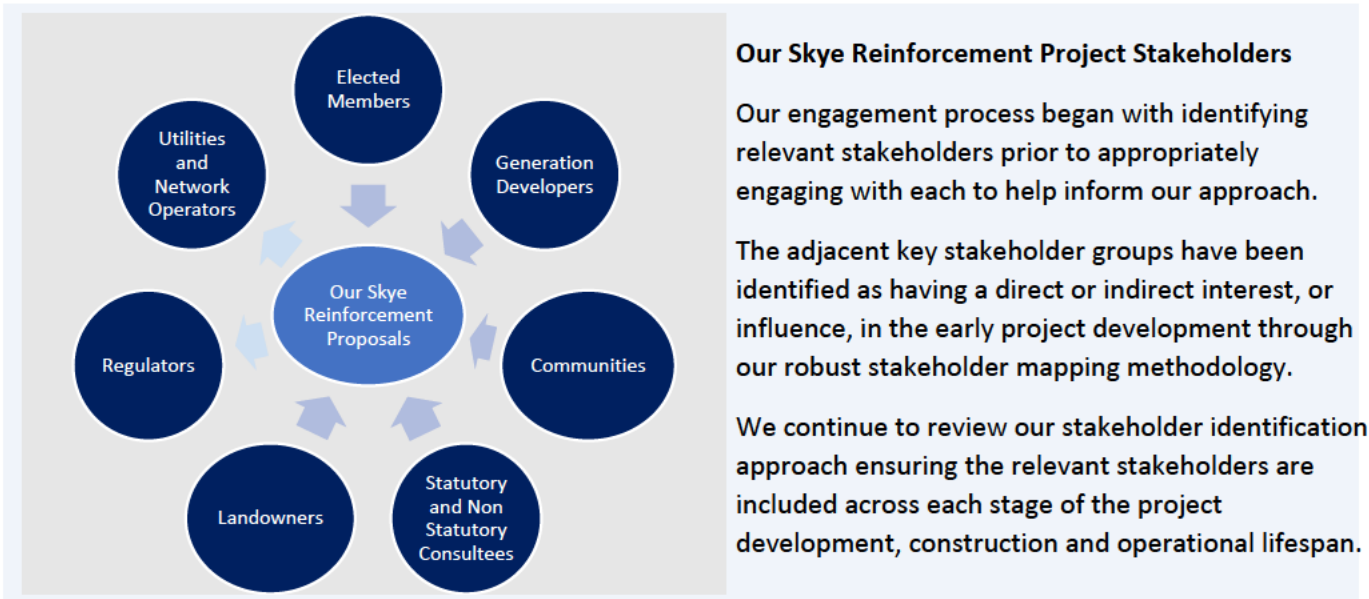 Elected
Members
Utilities
and
Network
Operators
Generation
Developers
Our Skye
Reinforcement
Proposals
Regulators
Communities
Landowners
Statutory
and Non
Statutory
Consultees
Our Skye Reinforcement Project Stakeholders
Our engagement process began with identifying
relevant stakeholders prior to appropriately
engaging with each to help inform our approach.
The adjacent key stakeholder groups have been
identified as having a direct or indirect interest, or
influence, in the early project development through
our robust stakeholder mapping methodology.
We continue to review our stakeholder identification
approach ensuring the relevant stakeholders are
included across each stage of the project
development, construction and operational lifespan.